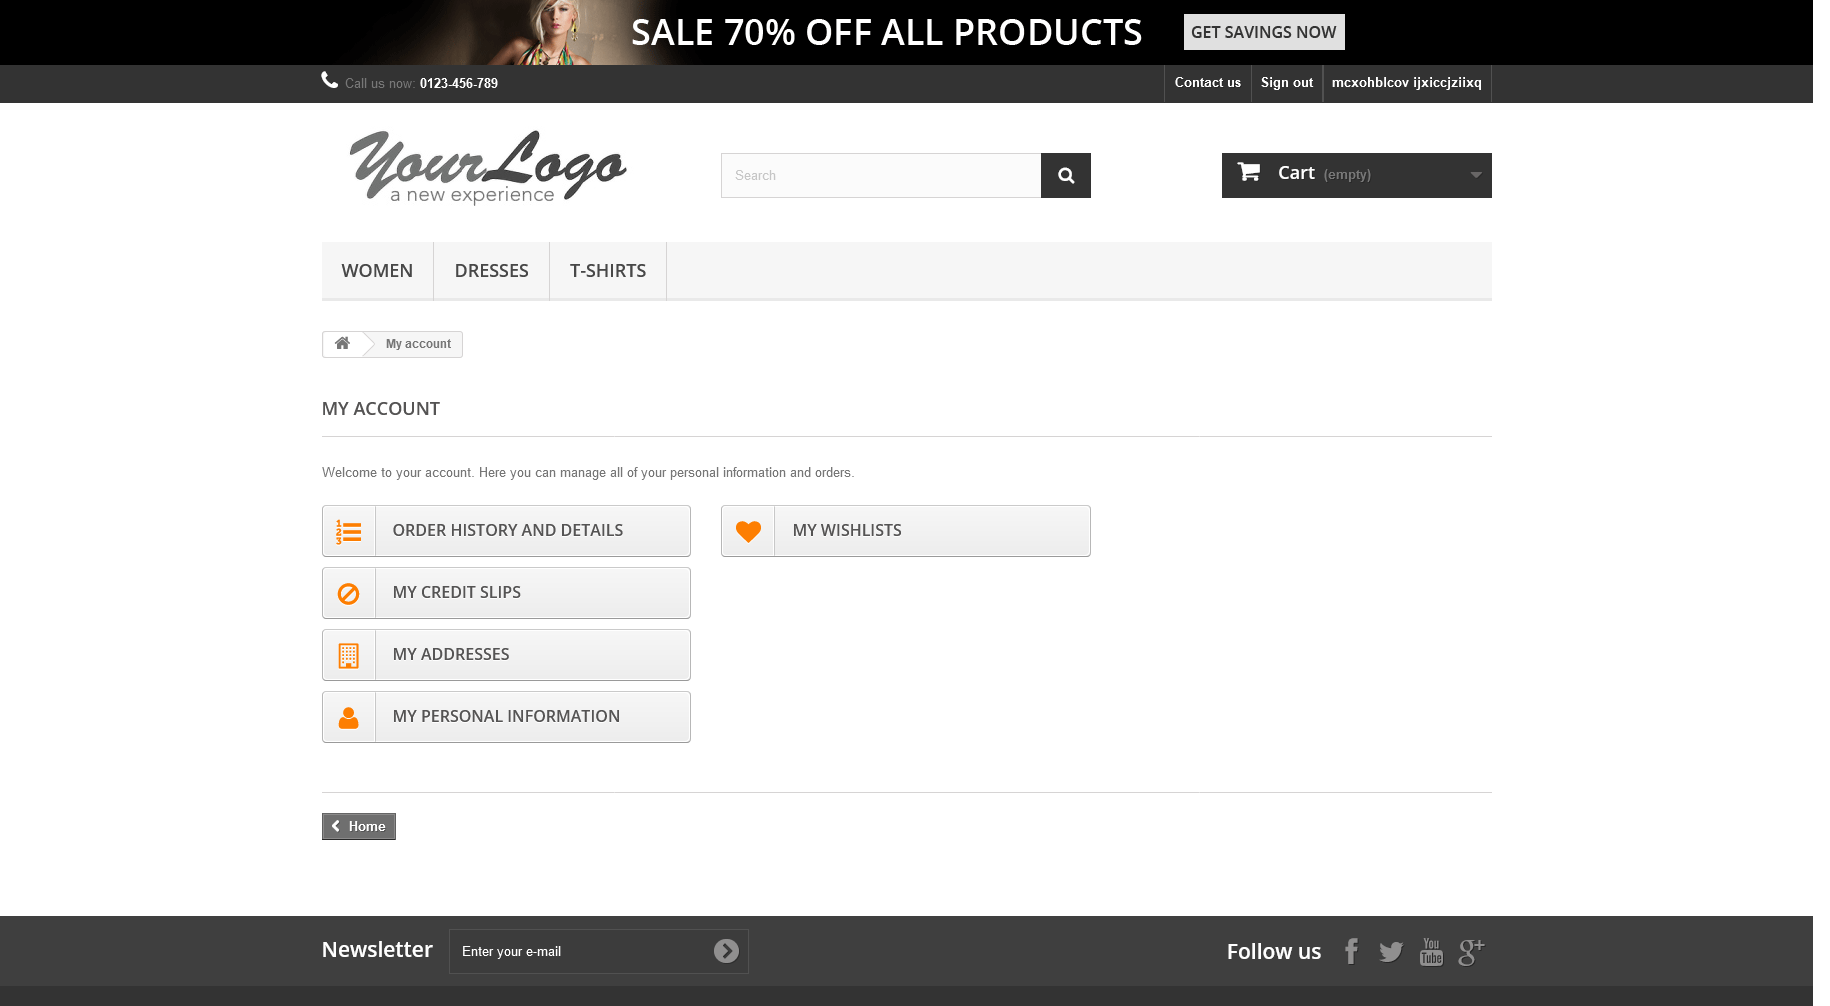 SALE 70% OFF ALL PRODUCTS GET SAVINGS NOW
Call us now: 0123-456-789
Contact us Sign out mcxohblcov ijxiccjziixq
YourLogo
a new experience
Search
Cart (empty)
WOMEN DRESSES T-SHIRTS
My account
MY ACCOUNT
Welcome to your account. Here you can manage all of your personal information and orders.
1 2 3 ORDER HISTORY AND DETAILS
MY WISHLISTS
MY CREDIT SLIPS
MY ADDRESSES
MY PERSONAL INFORMATION
Home
Newsletter Enter your e-mail
Follow us f You Tube g+